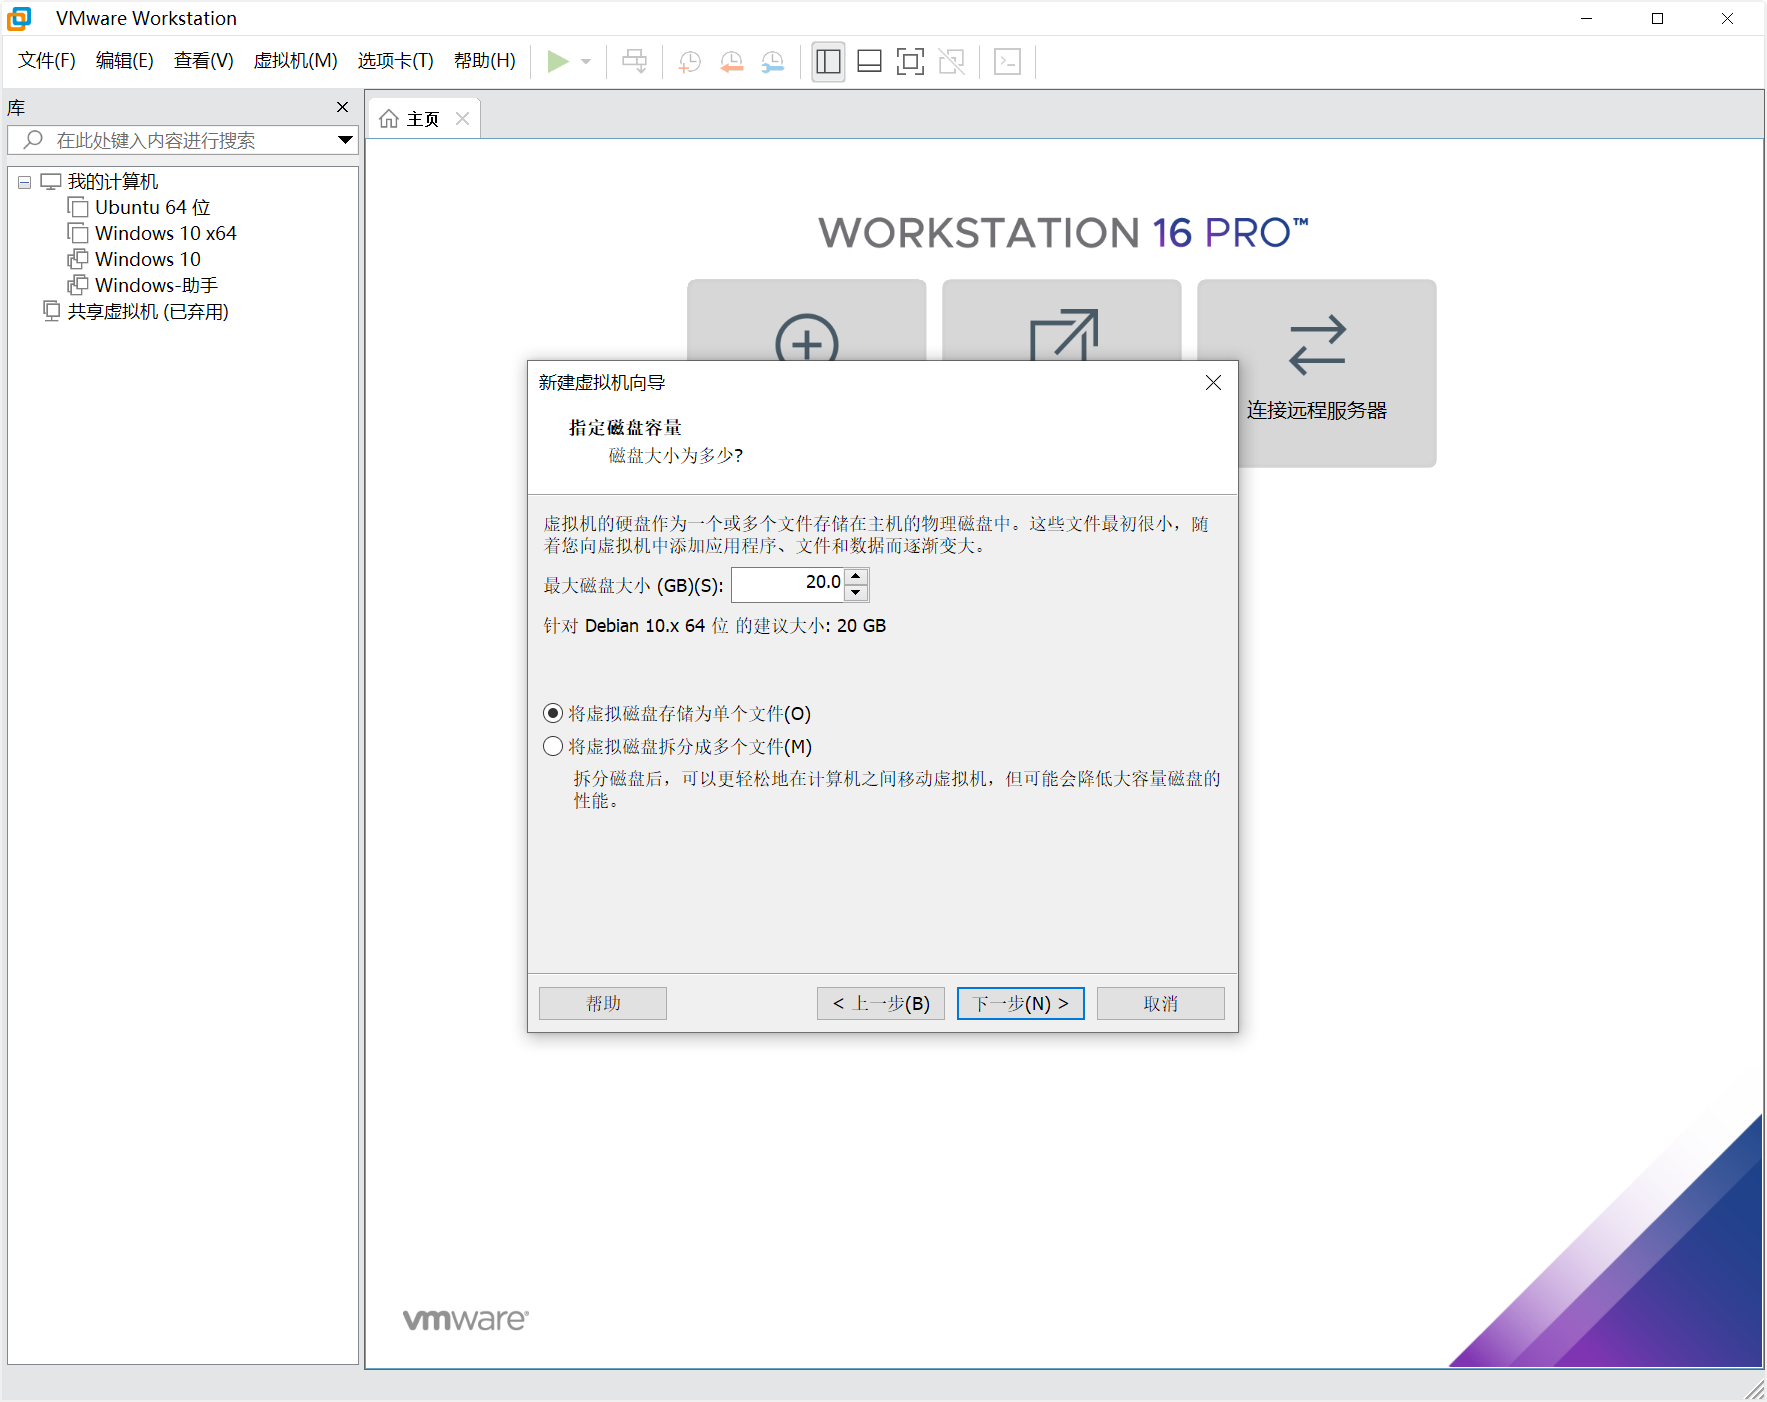 VMware Workstation
文件(F) 编辑(E) 查看(V) 虚拟机(M) 选项卡(T) 帮助(H)
库
在此处键入内容进行搜索
我的计算机
Ubuntu 64 位
Windows 10 x64
Windows 10
Windows-助手
共享虚拟机 (已弃用)
主页
WORKSTATION 16 PRO™
连接远程服务器
新建虚拟机向导
指定磁盘容量
磁盘大小为多少?
虚拟机的硬盘作为一个或多个文件存储在主机的物理磁盘中。这些文件最初很小，随
着您向虚拟机中添加应用程序、文件和数据而逐渐变大。
最大磁盘大小 (GB)(S): 20.0
针对 Debian 10.x 64 位 的建议大小: 20 GB
将虚拟磁盘存储为单个文件(O)
将虚拟磁盘拆分成多个文件(M)
拆分磁盘后，可以更轻松地在计算机之间移动虚拟机，但可能会降低大容量磁盘的
性能。
帮助 < 上一步(B) 下一步(N) > 取消
vmware®